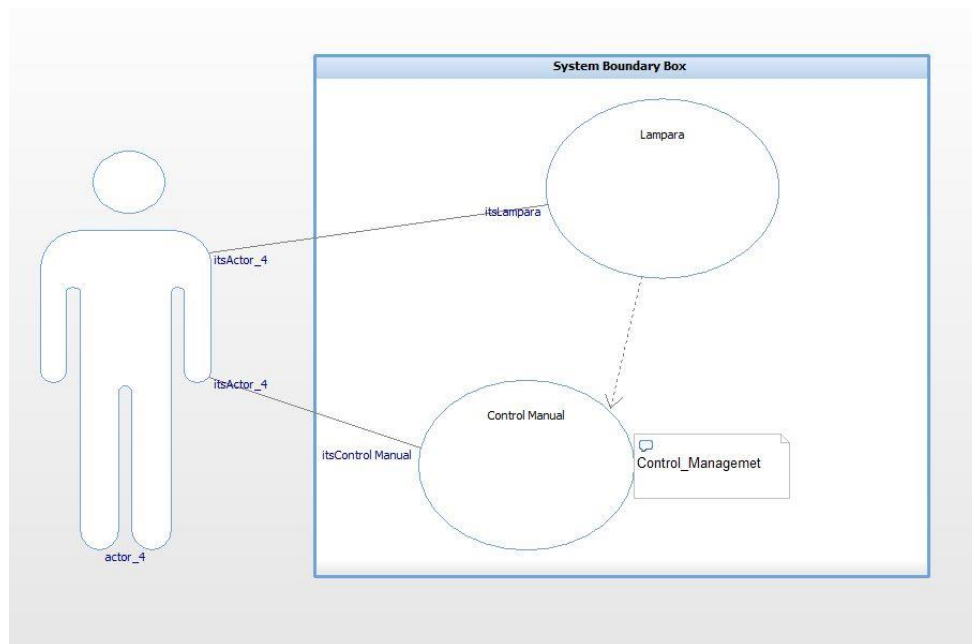 System Boundary Box
Lampara
itsLampara
itsActor_4
itsActor_4
Control Manual
itsControl Manual
Control_Managemet
actor_4